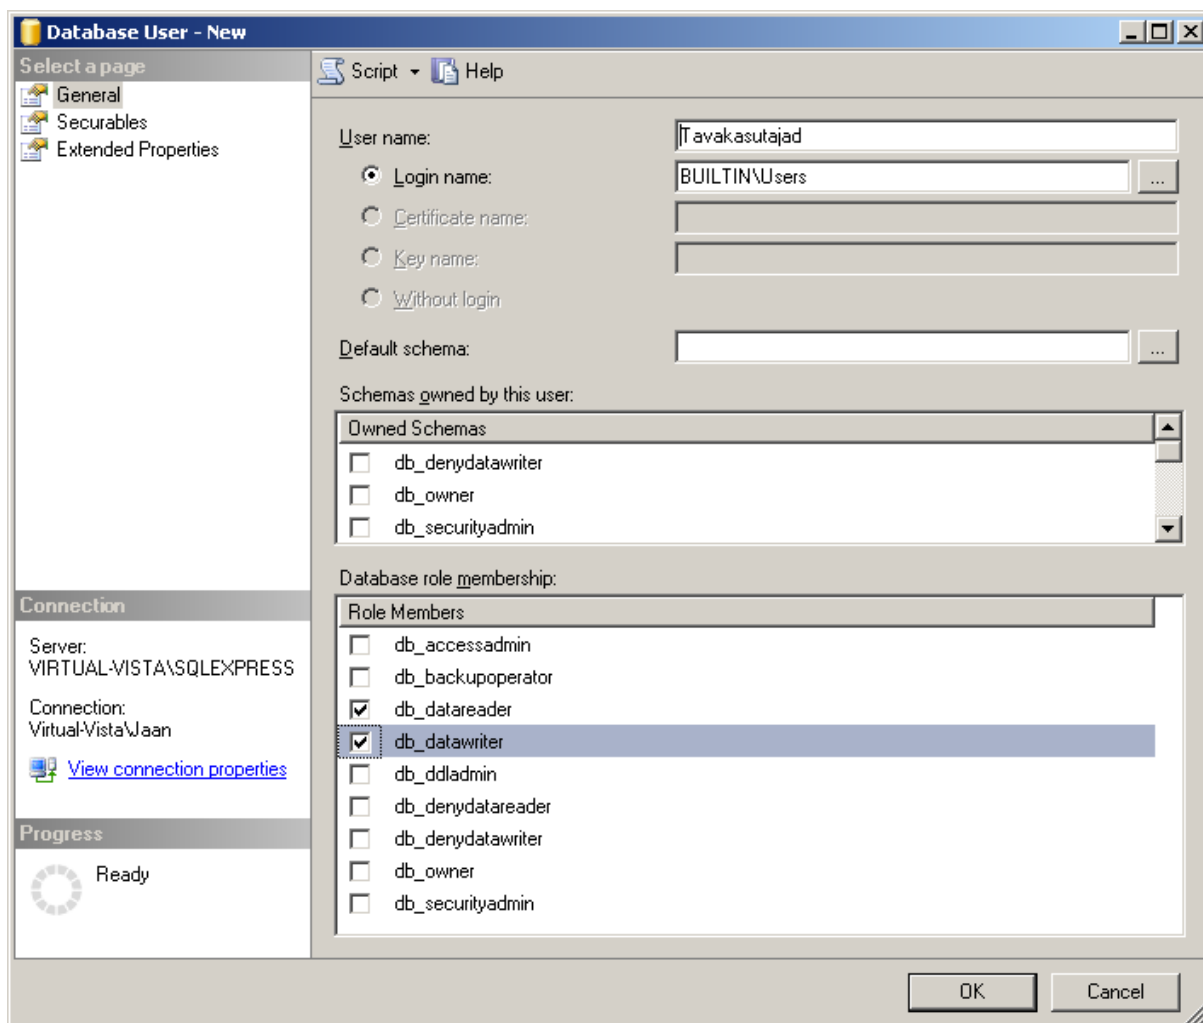 Database User - New
Select a page
General
Securables
Extended Properties
Script Help
User name: Tavakasutajad
Login name: BUILTIN\Users ...
Certificate name:
Key name:
Without login
Default schema: ...
Schemas owned by this user:
Owned Schemas
db_denydatawriter
db_owner
db_securityadmin
Database role membership:
Role Members
db_accessadmin
db_backupoperator
db_datareader
db_datawriter
db_ddladmin
db_denydatareader
db_denydatawriter
db_owner
db_securityadmin
Connection
Server:
VIRTUAL-VISTA\SQLEXPRESS
Connection:
Virtual-Vista\Jaan
View connection properties
Progress
Ready
OK Cancel